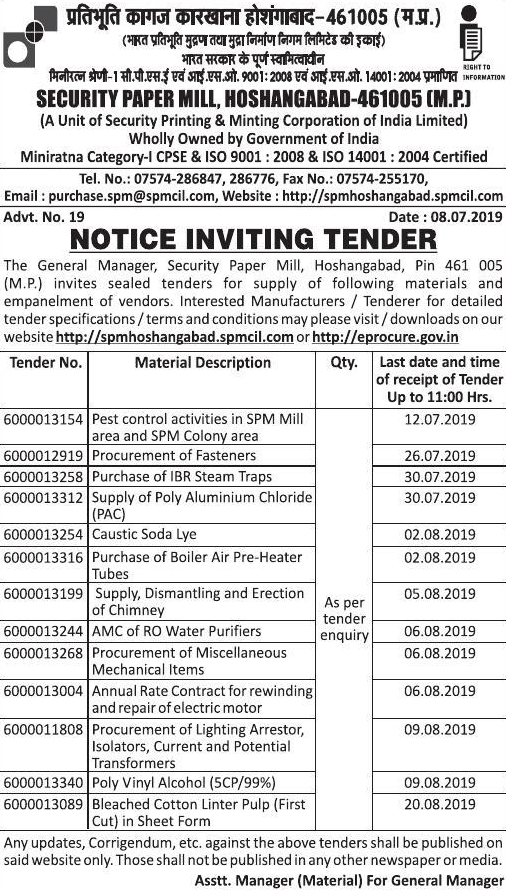 प्रतिभूति कागज कारखाना होशंगाबाद-461005 (म.प्र.)
(भारत प्रतिभूति मुद्रण तथा मुद्रा निर्माण निगम लिमिटेड की इकाई)
भारत सरकार के पूर्ण स्वामित्वाधीन
मिनीरत्न श्रेणी-1 सी.पी.एस.ई एवं आई.एस.ओ. 9001: 2008 एवं आई.एस.ओ. 14001: 2004 प्रमाणित
RIGHT TO
INFORMATION
SECURITY PAPER MILL, HOSHANGABAD-461005 (M.P.)
(A Unit of Security Printing & Minting Corporation of India Limited)
Wholly Owned by Government of India
Miniratna Category-I CPSE & ISO 9001 : 2008 & ISO 14001 : 2004 Certified
Tel. No.: 07574-286847, 286776, Fax No.: 07574-255170,
Email : purchase.spm@spmcil.com, Website : http://spmhoshangabad.spmcil.com
Advt. No. 19 Date : 08.07.2019
NOTICE INVITING TENDER
The General Manager, Security Paper Mill, Hoshangabad, Pin 461 005
(M.P.) invites sealed tenders for supply of following materials and
empanelment of vendors. Interested Manufacturers / Tenderer for detailed
tender specifications / terms and conditions may please visit / downloads on our
website http://spmhoshangabad.spmcil.com or http://eprocure.gov.in
Tender No. Material Description Qty. Last date and time
of receipt of Tender
Up to 11:00 Hrs.
6000013154 Pest control activities in SPM Mill 12.07.2019
area and SPM Colony area
6000012919 Procurement of Fasteners 26.07.2019
6000013258 Purchase of IBR Steam Traps 30.07.2019
6000013312 Supply of Poly Aluminium Chloride 30.07.2019
(PAC)
6000013254 Caustic Soda Lye 02.08.2019
6000013316 Purchase of Boiler Air Pre-Heater 02.08.2019
Tubes
6000013199 Supply, Dismantling and Erection 05.08.2019
of Chimney As per
tender
6000013244 AMC of RO Water Purifiers enquiry 06.08.2019
6000013268 Procurement of Miscellaneous 06.08.2019
Mechanical Items
6000013004 Annual Rate Contract for rewinding 06.08.2019
and repair of electric motor
6000011808 Procurement of Lighting Arrestor, 09.08.2019
Isolators, Current and Potential
Transformers
6000013340 Poly Vinyl Alcohol (5CP/99%) 09.08.2019
6000013089 Bleached Cotton Linter Pulp (First 20.08.2019
Cut) in Sheet Form
Any updates, Corrigendum, etc. against the above tenders shall be published on
said website only. Those shall not be published in any other newspaper or media.
Asstt. Manager (Material) For General Manager